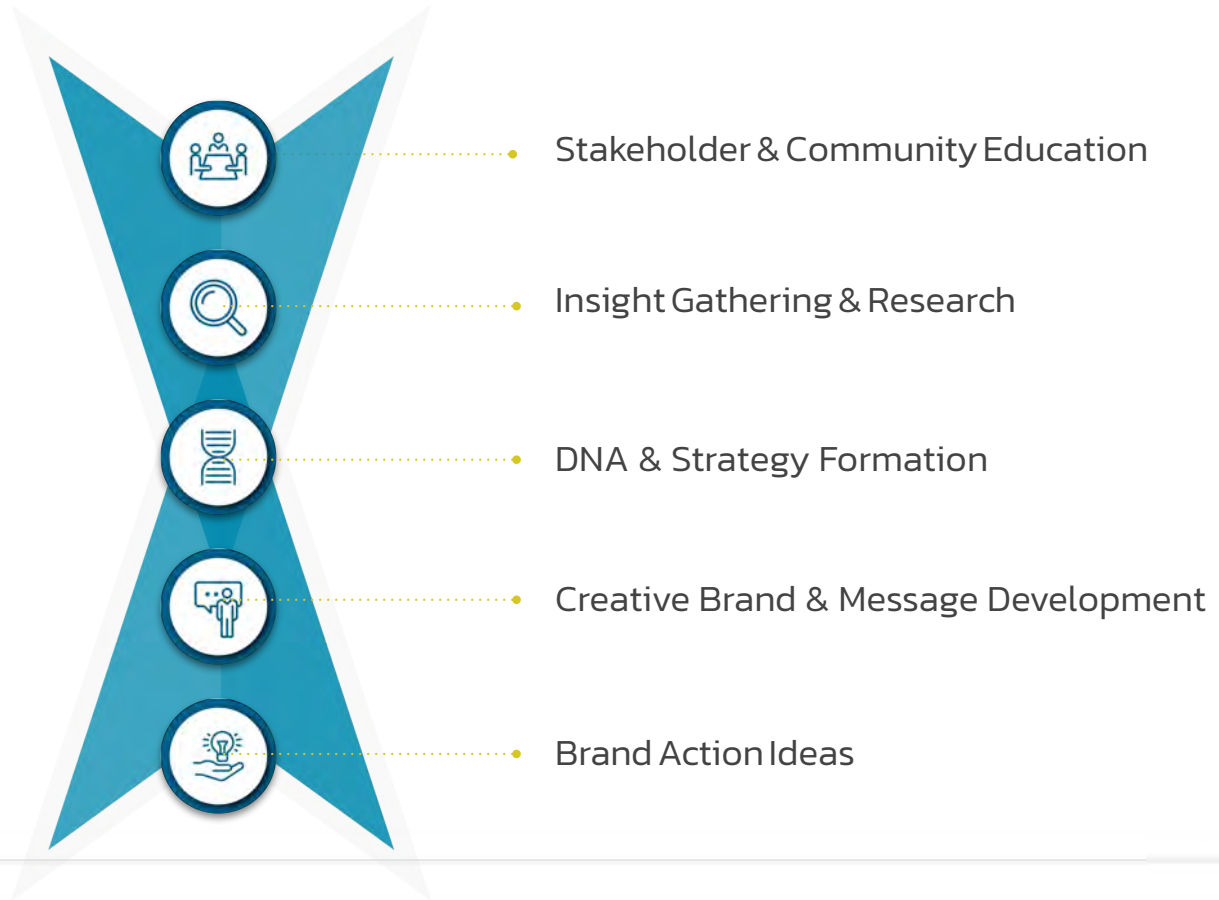 Stakeholder & Community Education
Insight Gathering & Research
DNA & Strategy Formation
Creative Brand & Message Development
Brand Action Ideas